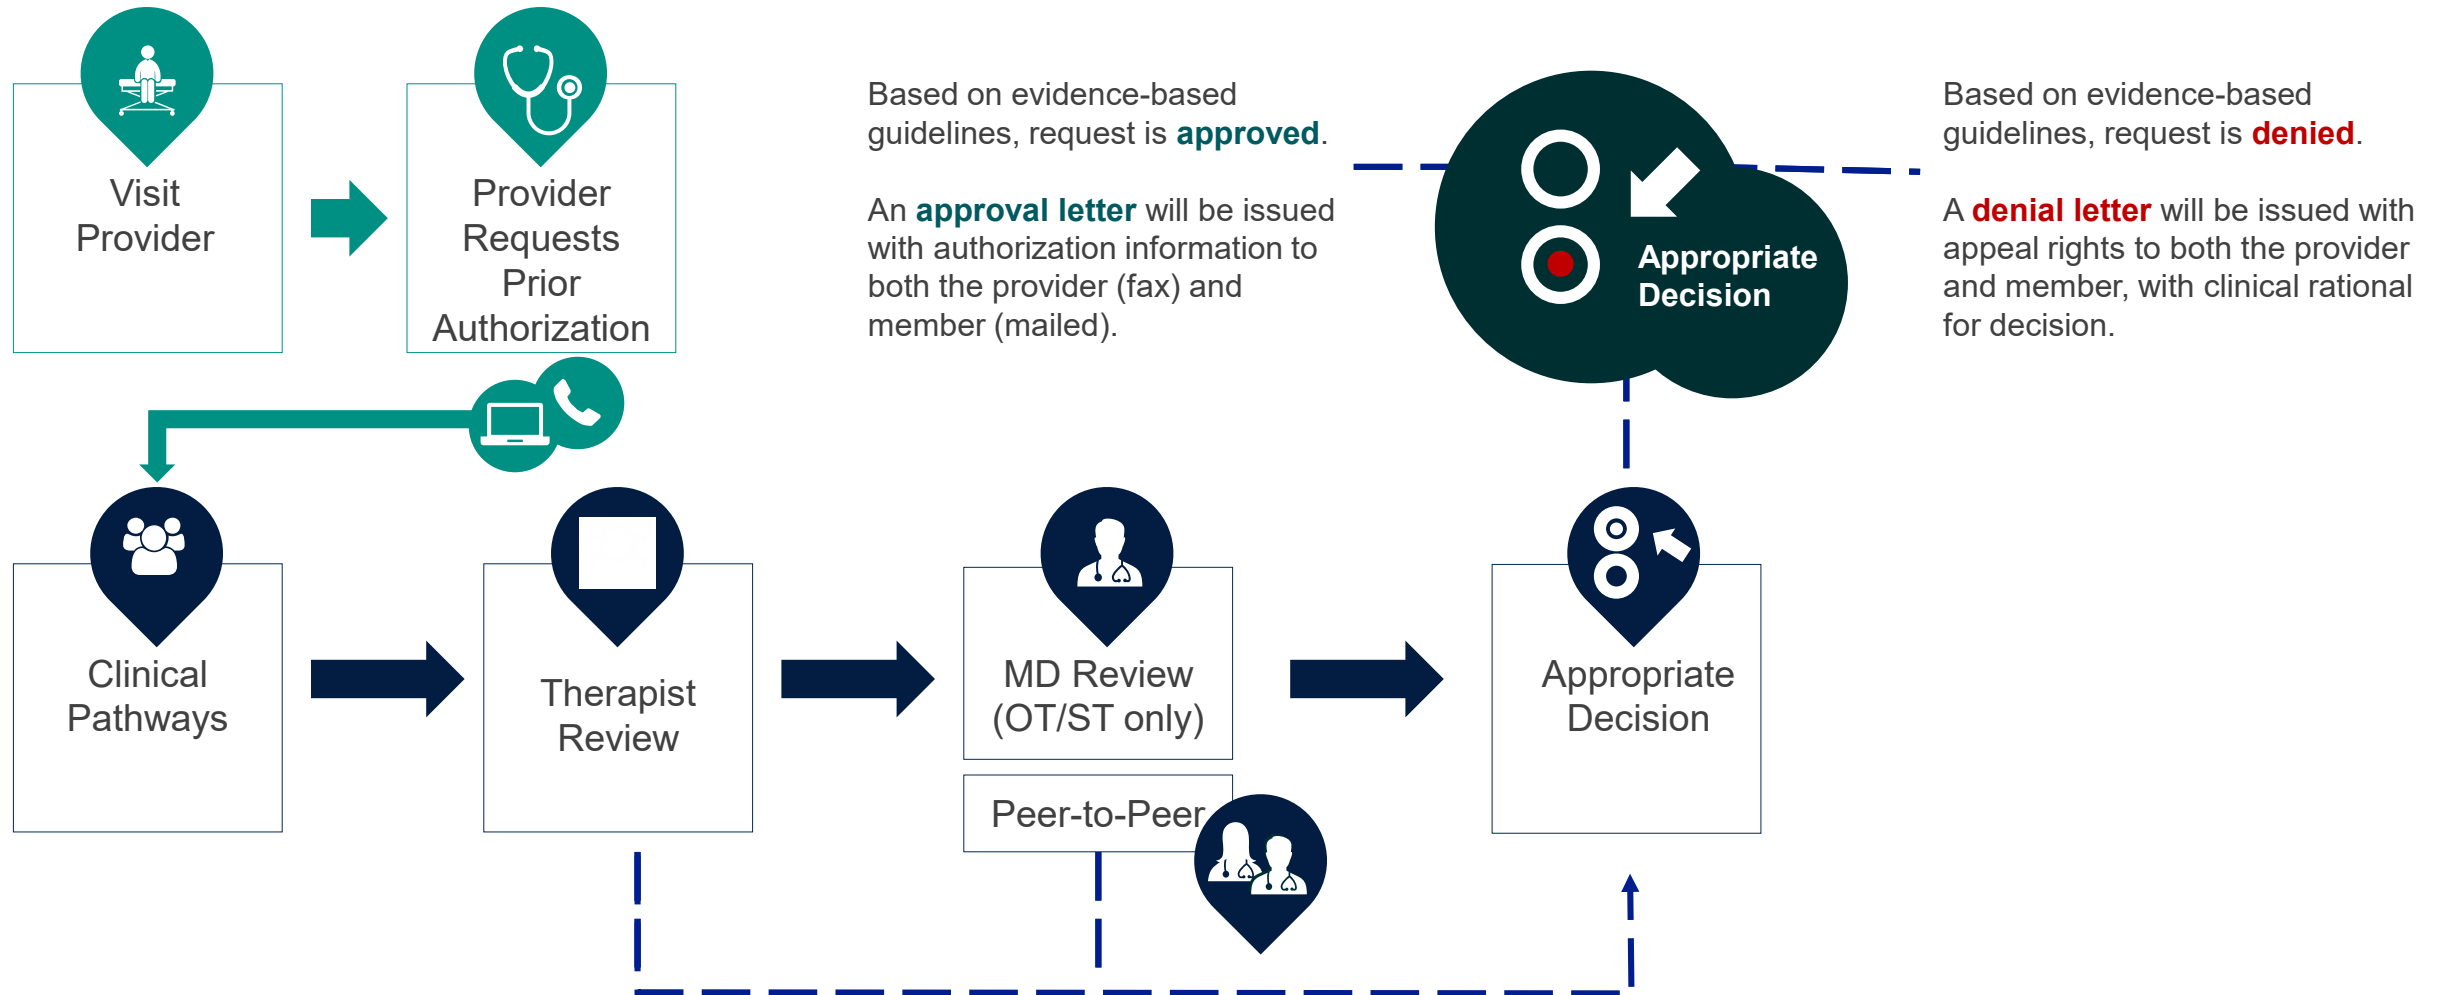 Visit
Provider
Provider
Requests
Prior
Authorization
Based on evidence-based
guidelines, request is approved.
An approval letter will be issued
with authorization information to
both the provider (fax) and
member (mailed).
Appropriate
Decision
Based on evidence-based
guidelines, request is denied.
A denial letter will be issued with
appeal rights to both the provider
and member, with clinical rational
for decision.
Clinical
Pathways
Therapist
Review
MD Review
(OT/ST only)
Peer-to-Peer
Appropriate
Decision